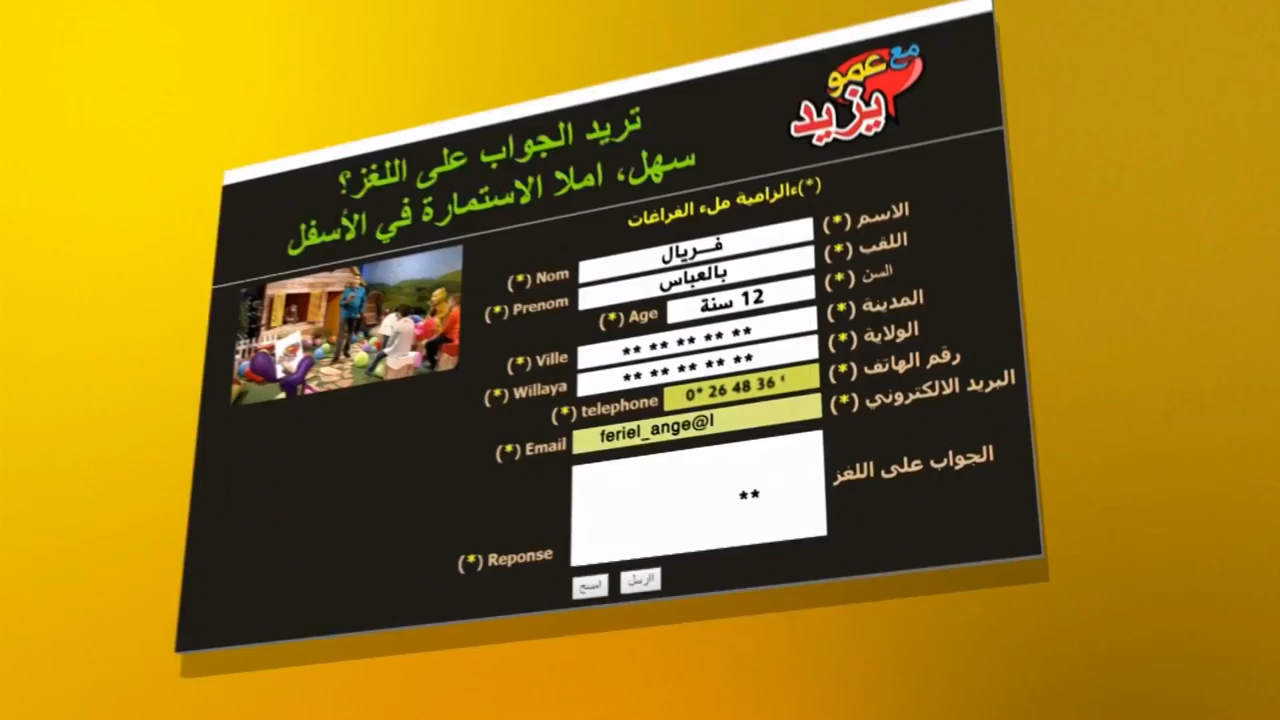 مع عمو يزيد
تريد الجواب على اللغز؟
سهل، املا الاستمارة في الأسفل
(*)ءالرامية ملء الفراغات
(*) Nom فــريال الاسم (*)
(*) Prenom بالعباس اللقب (*)
(*) Age 12 سنة السن (*)
(*) Ville ** ** ** ** ** المدينة (*)
(*) Willaya ** ** ** ** ** الولاية (*)
(*) telephone 0* 26 48 36 رقم الهاتف (*)
(*) Email feriel_ange@l البريد الالكتروني (*)
(*) Reponse ** الجواب على اللغز